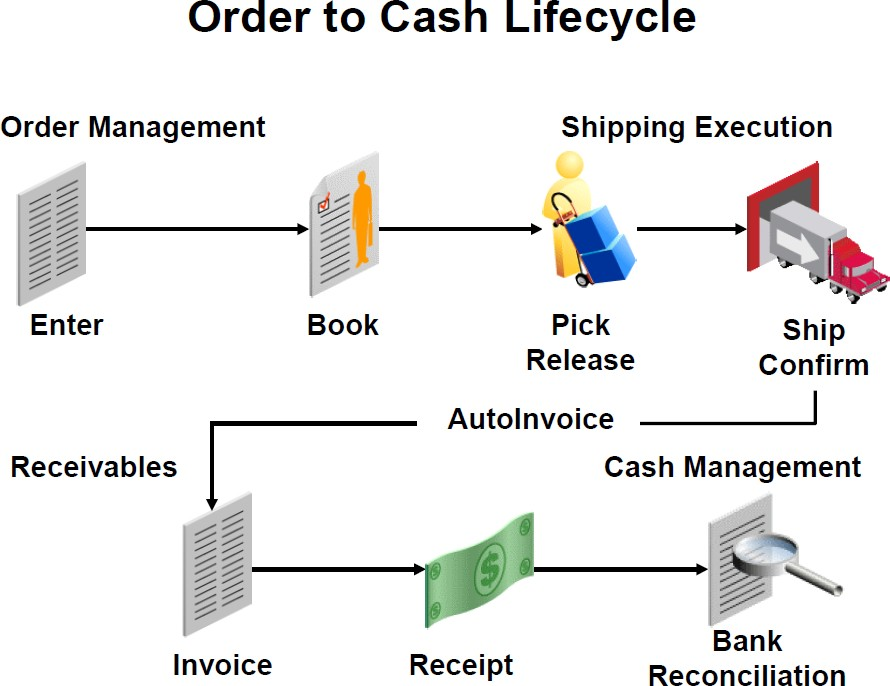 Order to Cash Lifecycle
Order Management
Shipping Execution
Enter
Book
Pick
Release
Ship
Confirm
AutoInvoice
Receivables
Cash Management
$
Invoice
Receipt
Bank
Reconciliation